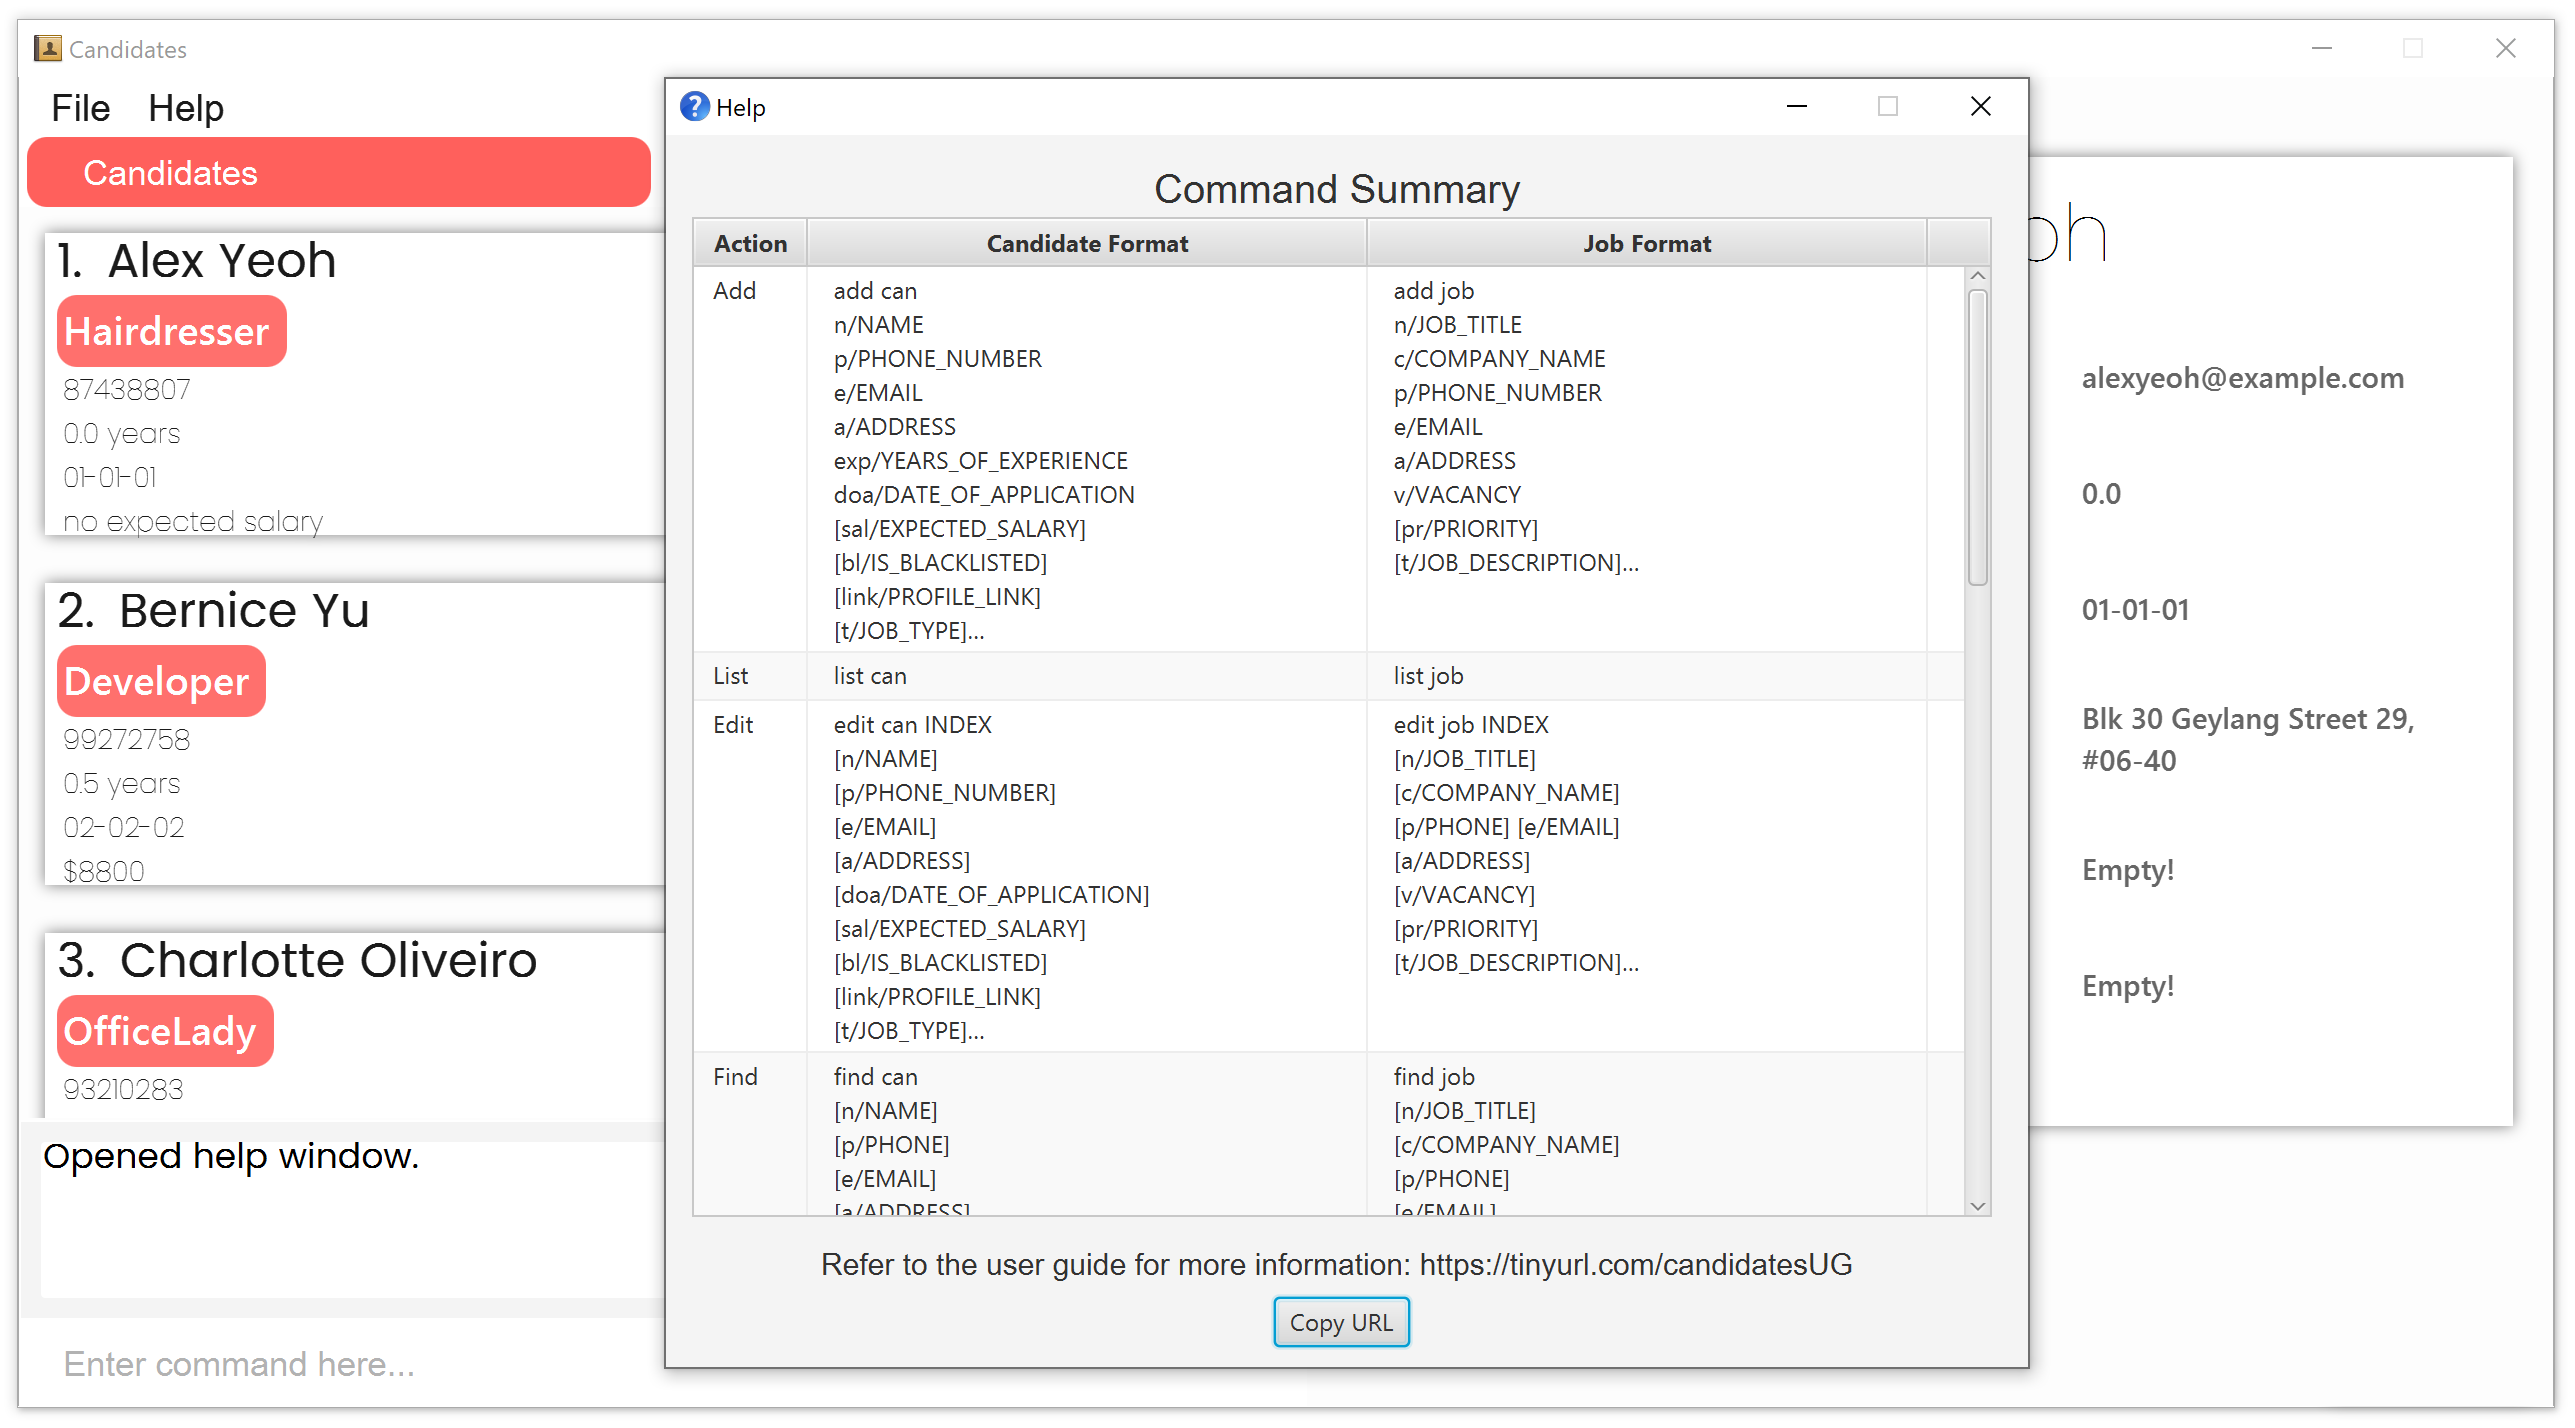 Candidates
File Help
Candidates
1. Alex Yeoh
Hairdresser
87438807
0.0 years
01-01-01
no expected salary
2. Bernice Yu
Developer
99272758
0.5 years
02-02-02
$8800
3. Charlotte Oliveiro
OfficeLady
93210283
Opened help window.
Enter command here...
Help
Command Summary
Action Candidate Format Job Format
Add
add can
n/NAME
p/PHONE_NUMBER
e/EMAIL
a/ADDRESS
exp/YEARS_OF_EXPERIENCE
doa/DATE_OF_APPLICATION
[sal/EXPECTED_SALARY]
[bl/IS_BLACKLISTED]
[link/PROFILE_LINK]
[t/JOB_TYPE]...
add job
n/JOB_TITLE
c/COMPANY_NAME
p/PHONE_NUMBER
e/EMAIL
a/ADDRESS
v/VACANCY
[pr/PRIORITY]
[t/JOB_DESCRIPTION]...
List
list can
list job
Edit
edit can INDEX
[n/NAME]
[p/PHONE_NUMBER]
[e/EMAIL]
[a/ADDRESS]
[doa/DATE_OF_APPLICATION]
[sal/EXPECTED_SALARY]
[bl/IS_BLACKLISTED]
[link/PROFILE_LINK]
[t/JOB_TYPE]...
edit job INDEX
[n/JOB_TITLE]
[c/COMPANY_NAME]
[p/PHONE] [e/EMAIL]
[a/ADDRESS]
[v/VACANCY]
[pr/PRIORITY]
[t/JOB_DESCRIPTION]...
Find
find can
[n/NAME]
[p/PHONE]
[e/EMAIL]
[a/ADDRESS]
find job
[n/JOB_TITLE]
[c/COMPANY_NAME]
[p/PHONE]
[e/EMAIL]
Refer to the user guide for more information: https://tinyurl.com/candidatesUG
Copy URL
oh
alexyeoh@example.com
0.0
01-01-01
Blk 30 Geylang Street 29,
#06-40
Empty!
Empty!